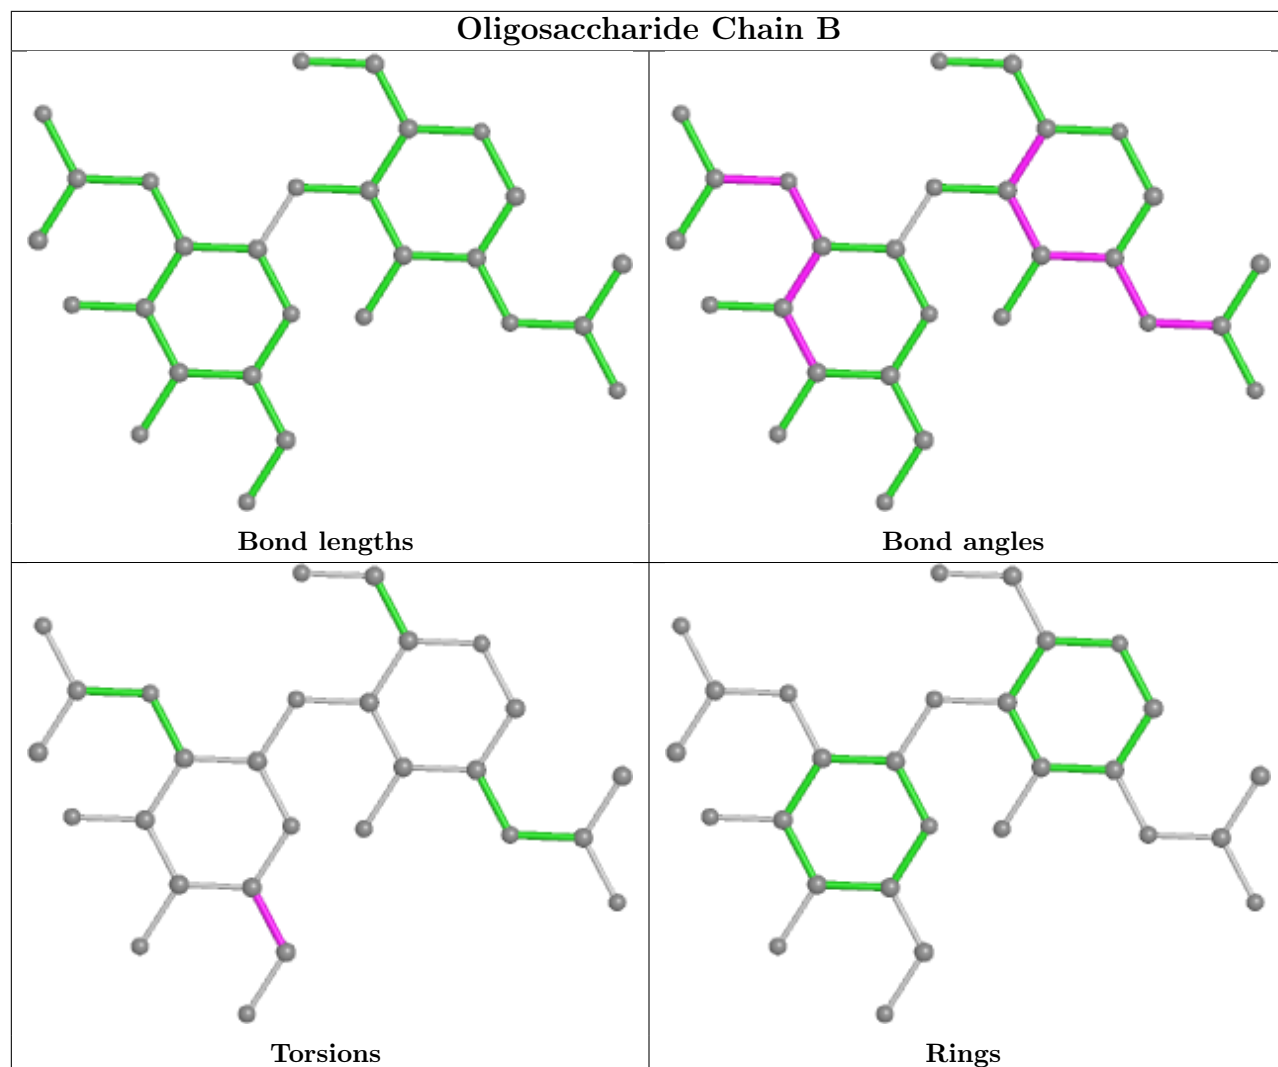 Oligosaccharide Chain B
Bond lengths
Bond angles
Torsions
Rings